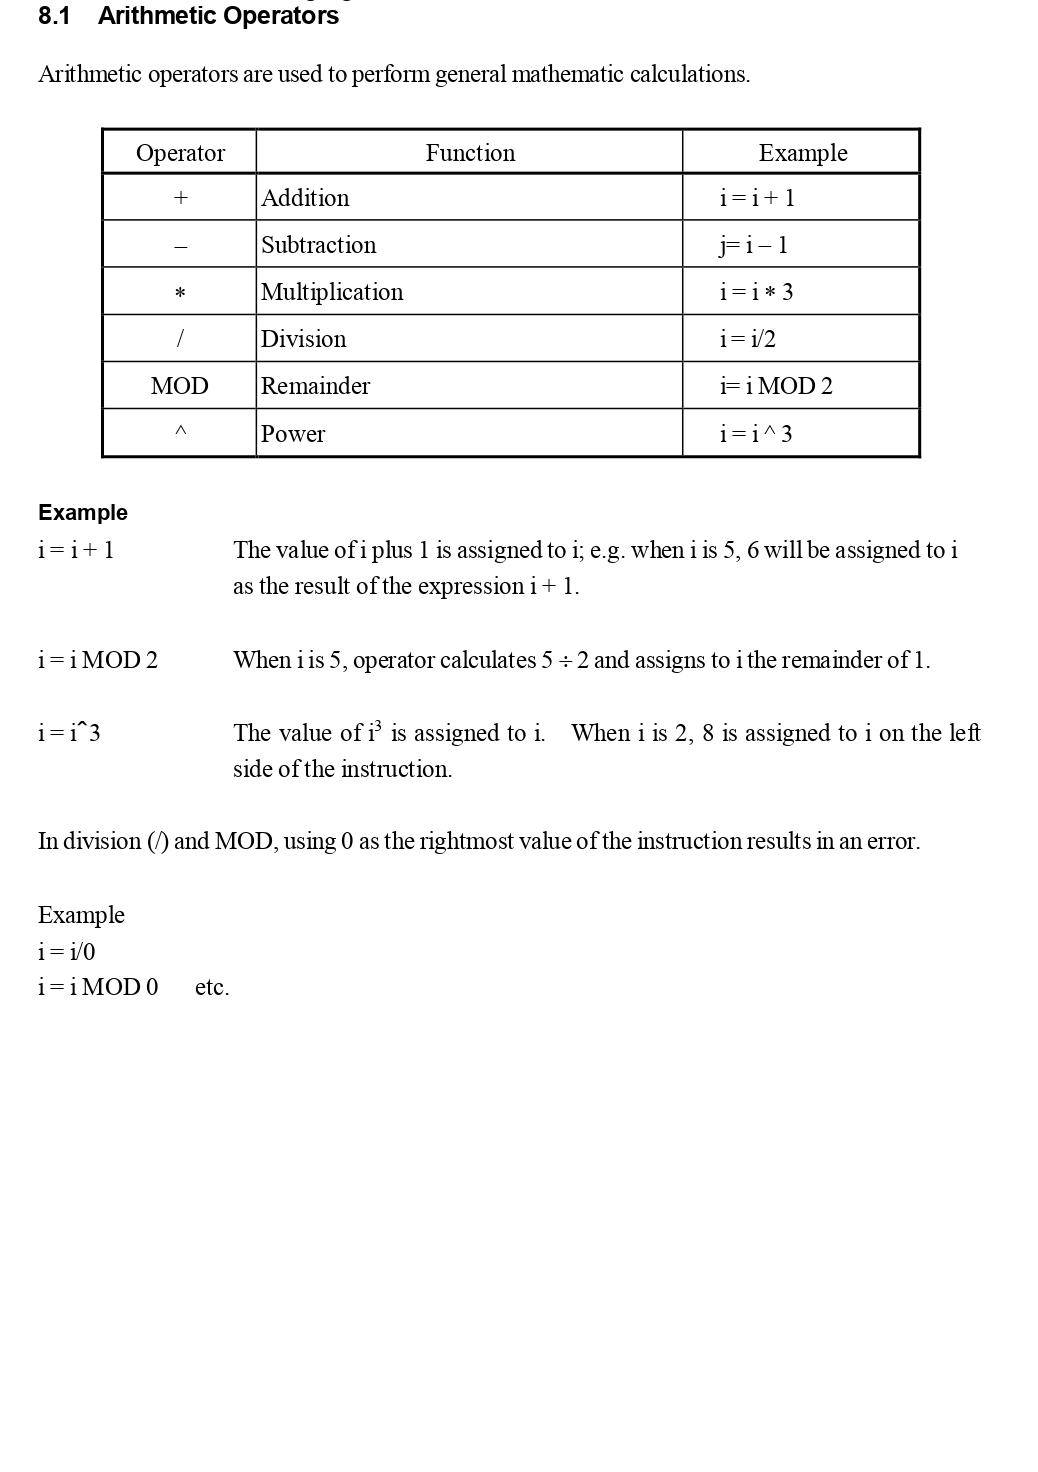 8.1 Arithmetic Operators
Arithmetic operators are used to perform general mathematic calculations.
Operator Function Example
+ Addition i = i + 1
– Subtraction j= i – 1
* Multiplication i = i * 3
/ Division i = i/2
MOD Remainder i= i MOD 2
^ Power i = i ^ 3
Example
i = i + 1 The value of i plus 1 is assigned to i; e.g. when i is 5, 6 will be assigned to i
as the result of the expression i + 1.
i = i MOD 2 When i is 5, operator calculates 5 ÷ 2 and assigns to i the remainder of 1.
i = i^3 The value of i³ is assigned to i. When i is 2, 8 is assigned to i on the left
side of the instruction.
In division (/) and MOD, using 0 as the rightmost value of the instruction results in an error.
Example
i = i/0
i = i MOD 0 etc.